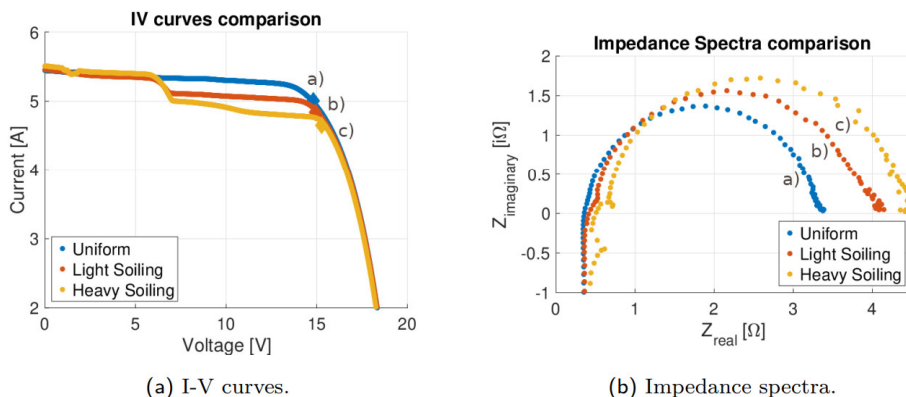 IV curves comparison
6
5
4
3
2
Current [A]
a)
b)
c)
Uniform
Light Soiling
Heavy Soiling
0 5 10 15 20
Voltage [V]
(a) I-V curves.
Impedance Spectra comparison
2
1.5
1
0.5
0
-0.5
-1
Z_imaginary [iΩ]
c)
b)
a)
Uniform
Light Soiling
Heavy Soiling
0 1 2 3 4
Z_real [Ω]
(b) Impedance spectra.